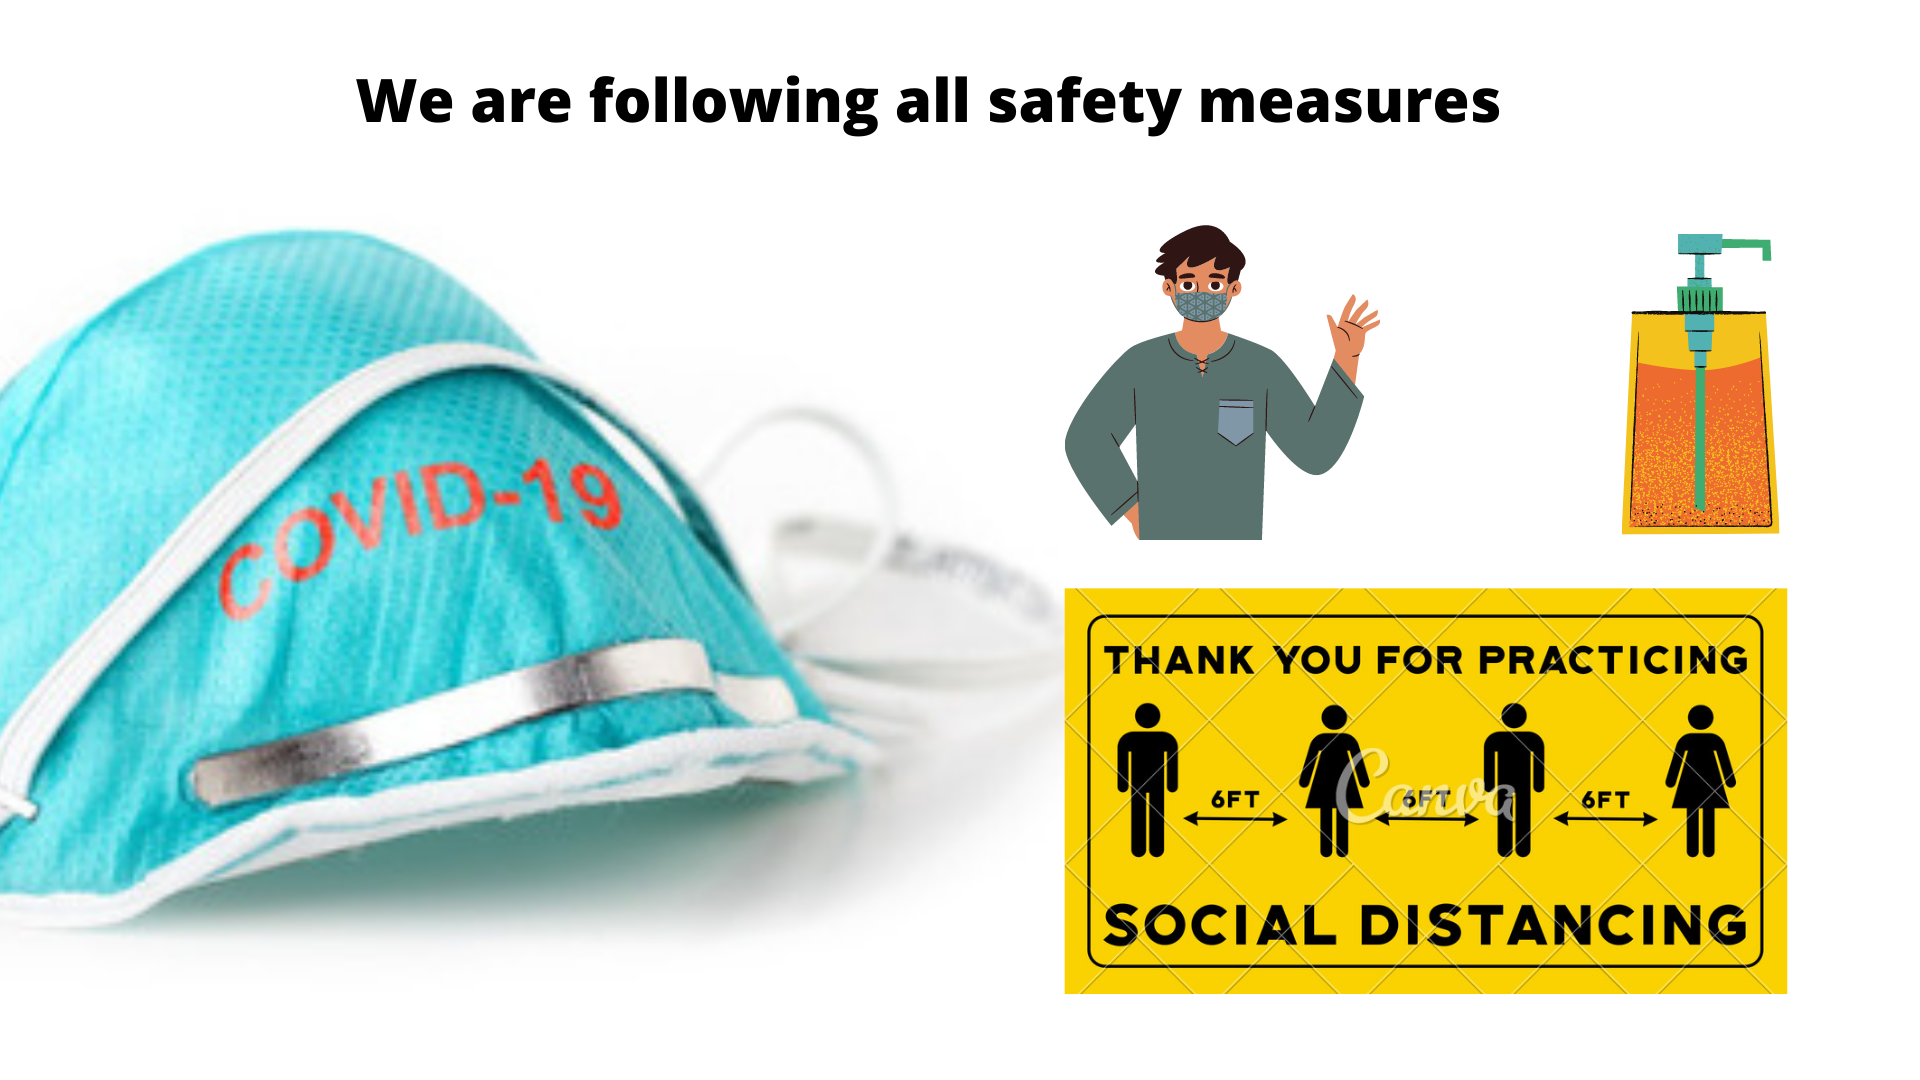 We are following all safety measures
COVID-19
THANK YOU FOR PRACTICING
6FT 6FT 6FT
Canva
SOCIAL DISTANCING